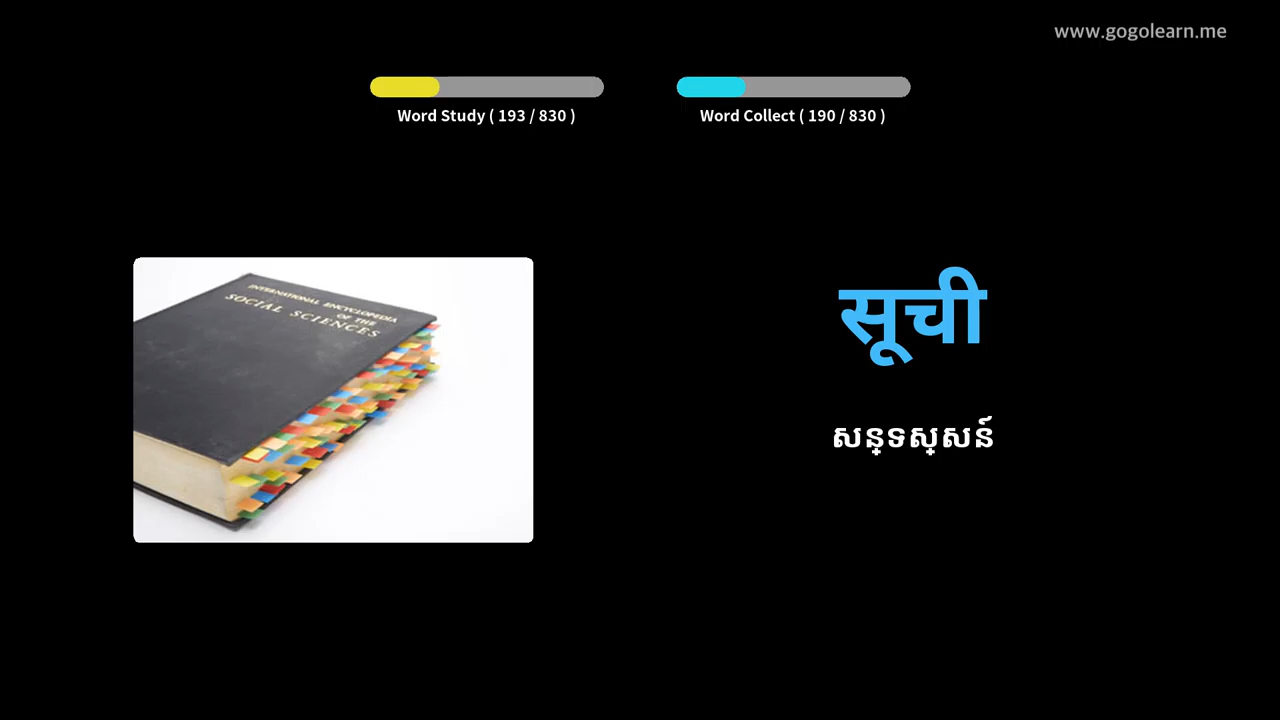 www.gogolearn.me
Word Study ( 193 / 830 )
Word Collect ( 190 / 830 )
INTERNATIONAL ENCYCLOPEDIA
OF THE
SOCIAL SCIENCES
सूची
សន្ទស្សន៍